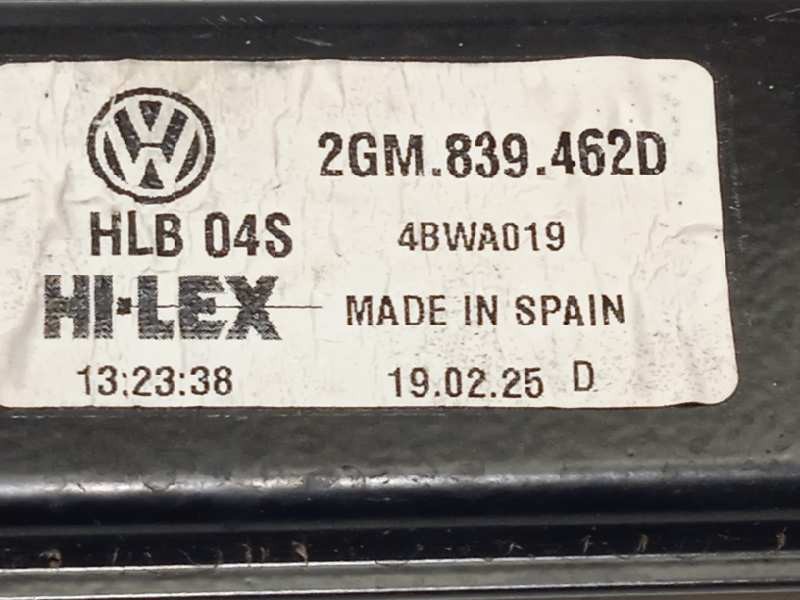 2GM.839.462D
HLB 04S 4BWA019
HI-LEX MADE IN SPAIN
13:23:38 19.02.25 D